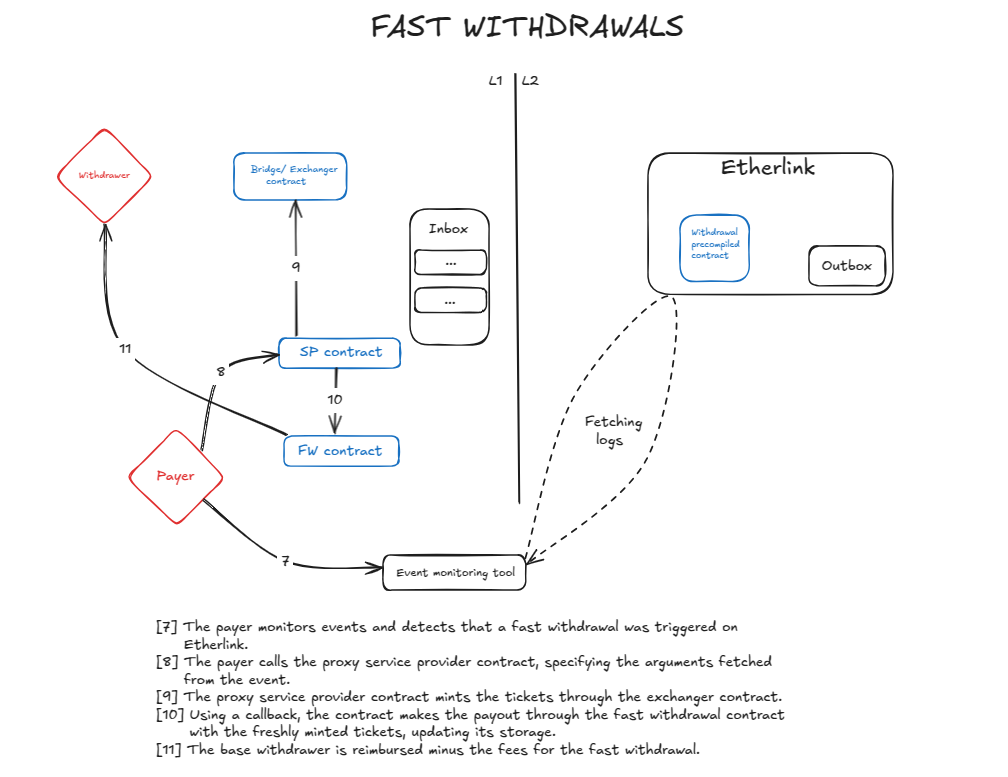 FAST WITHDRAWALS
L1
L2
Withdrawer
Bridge/ Exchanger
contract
Etherlink
Inbox
...
...
Withdrawal
precompiled
contract
Outbox
9
11
8
SP contract
10
FW contract
Fetching
logs
Payer
7
Event monitoring tool
[7] The payer monitors events and detects that a fast withdrawal was triggered on
Etherlink.
[8] The payer calls the proxy service provider contract, specifying the arguments fetched
from the event.
[9] The proxy service provider contract mints the tickets through the exchanger contract.
[10] Using a callback, the contract makes the payout through the fast withdrawal contract
with the freshly minted tickets, updating its storage.
[11] The base withdrawer is reimbursed minus the fees for the fast withdrawal.